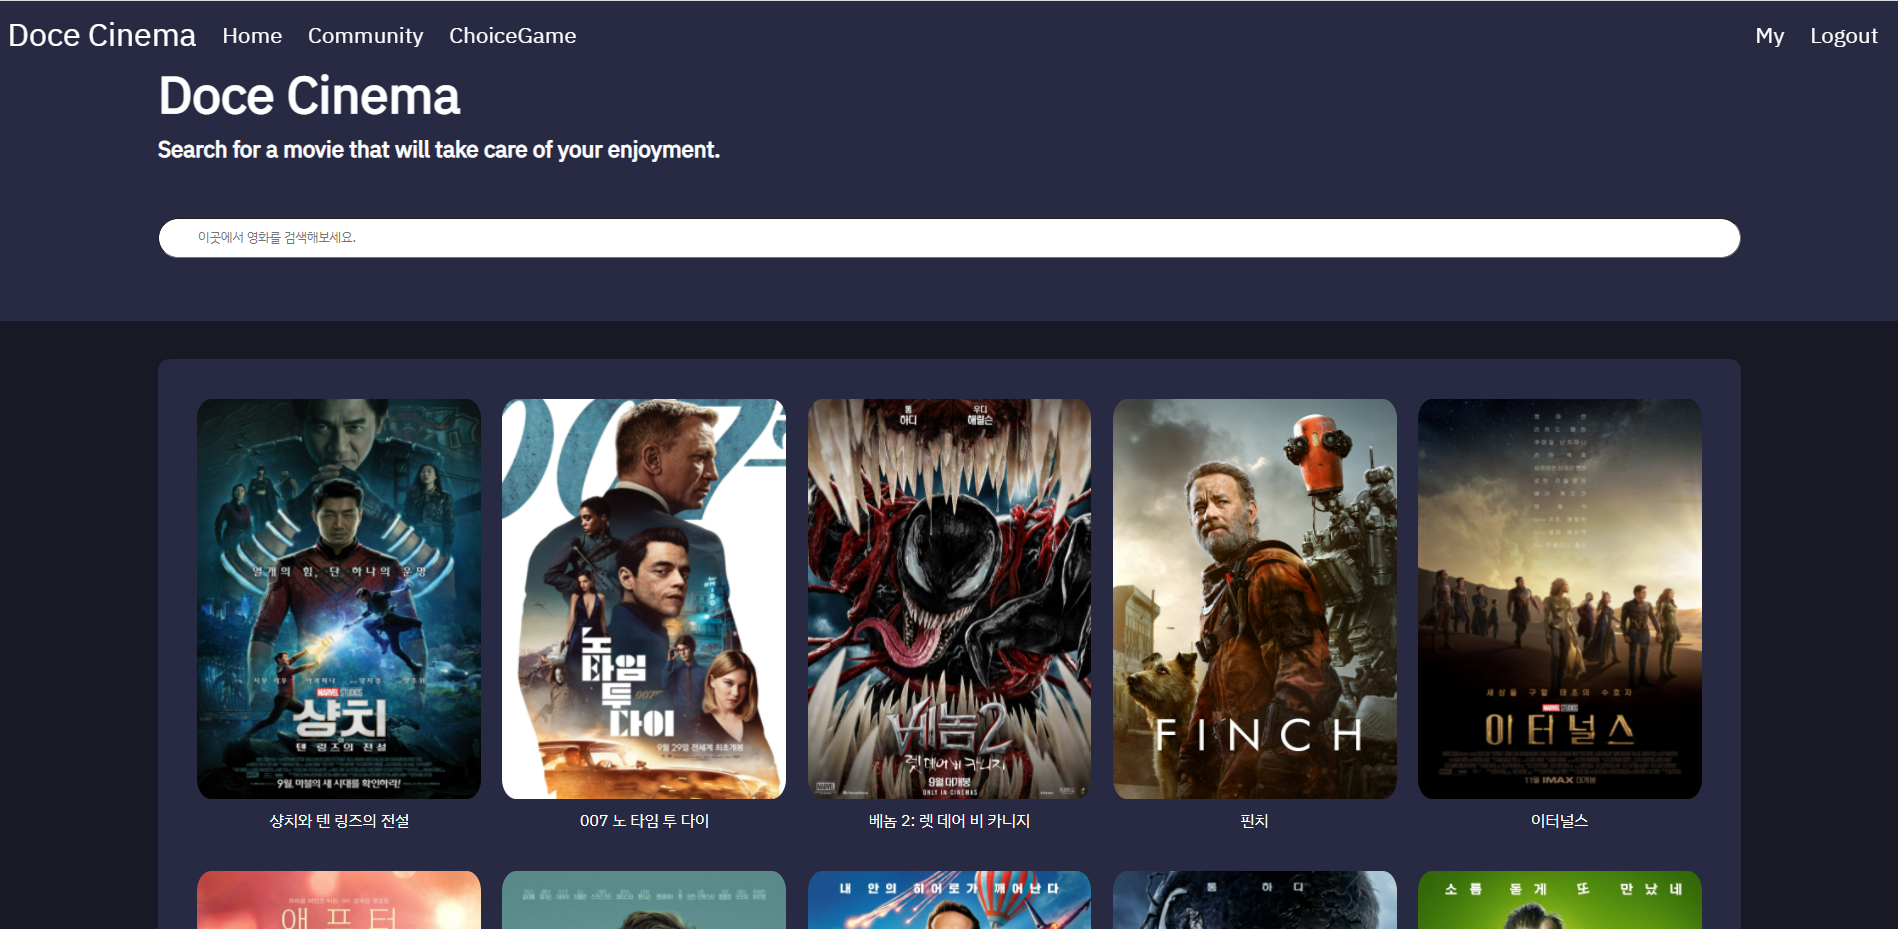 Doce Cinema Home Community ChoiceGame My Logout
Doce Cinema
Search for a movie that will take care of your enjoyment.
이곳에서 영화를 검색해보세요.
열개의 힘, 단 하나의 운명
MARVEL STUDIOS
샹치
와
텐 링즈의 전설
9월, 마블의 새 시대를 확인하라!
샹치와 텐 링즈의 전설
007
노
타임
투 007
다이
9월 29일 전세계 최초개봉
007 노 타임 투 다이
톰 하디
우디 해럴슨
베놈2
렛 데어 비 카니지
9월 대개봉
ONLY IN CINEMAS
베놈 2: 렛 데어 비 카니지
FINCH
핀치
세상을 구할 태초의 수호자
MARVEL STUDIOS
이터널스
11월 IMAX 대개봉
이터널스
애프터
내 안의 히어로가 깨어난다
톰 하디
소름 돋게 또 만났네